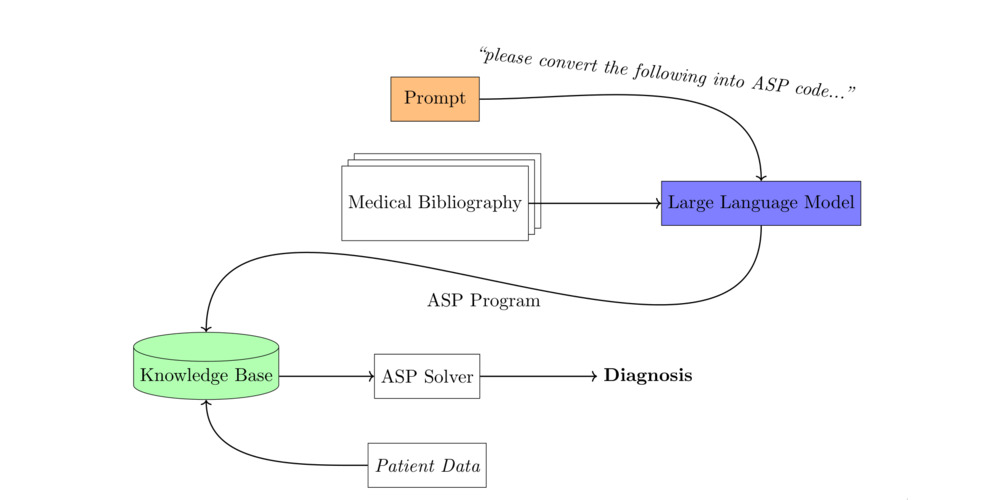 “please convert the following into ASP code...”
Prompt
Medical Bibliography
Large Language Model
ASP Program
Knowledge Base
ASP Solver
Diagnosis
Patient Data